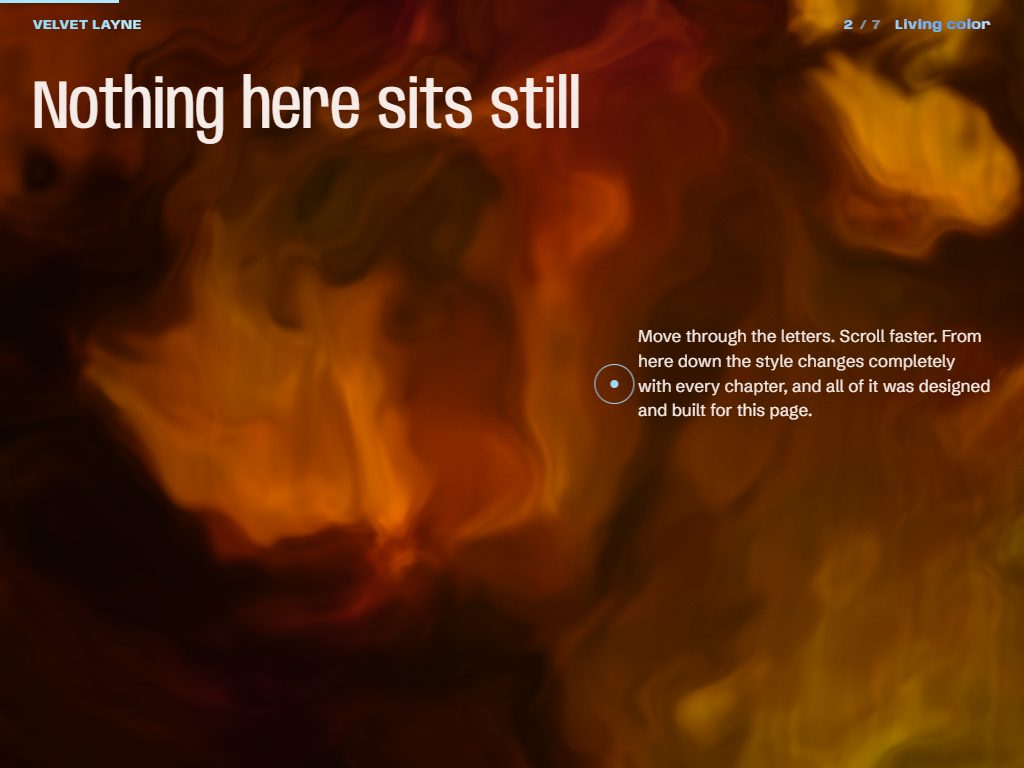 VELVET LAYNE
2 / 7 Living color
Nothing here sits still
Move through the letters. Scroll faster. From
here down the style changes completely
with every chapter, and all of it was designed
and built for this page.